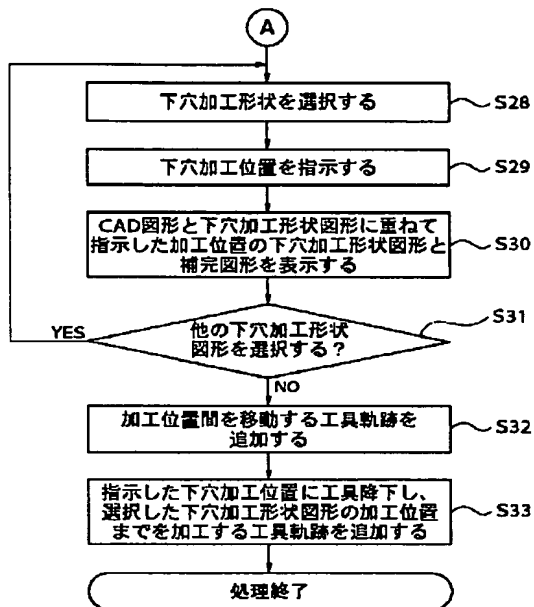 A
下穴加工形状を選択する
S28
下穴加工位置を指示する
S29
CAD図形と下穴加工形状図形に重ねて
指示した加工位置の下穴加工形状図形と
補完図形を表示する
S30
他の下穴加工形状
図形を選択する？
S31
YES
NO
加工位置間を移動する工具軌跡を
追加する
S32
指示した下穴加工位置に工具降下し、
選択した下穴加工形状図形の加工位置
までを加工する工具軌跡を追加する
S33
処理終了